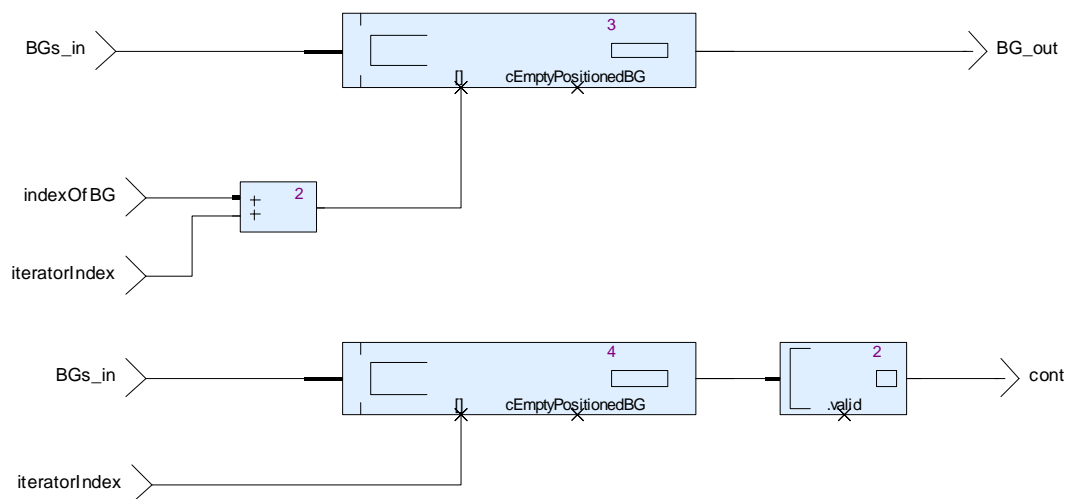 BGs_in
3
[]
cEmptyPositionedBG
BG_out
indexOfBG
2
+
+
iteratorIndex
BGs_in
4
[]
cEmptyPositionedBG
2
.valid
cont
iteratorIndex